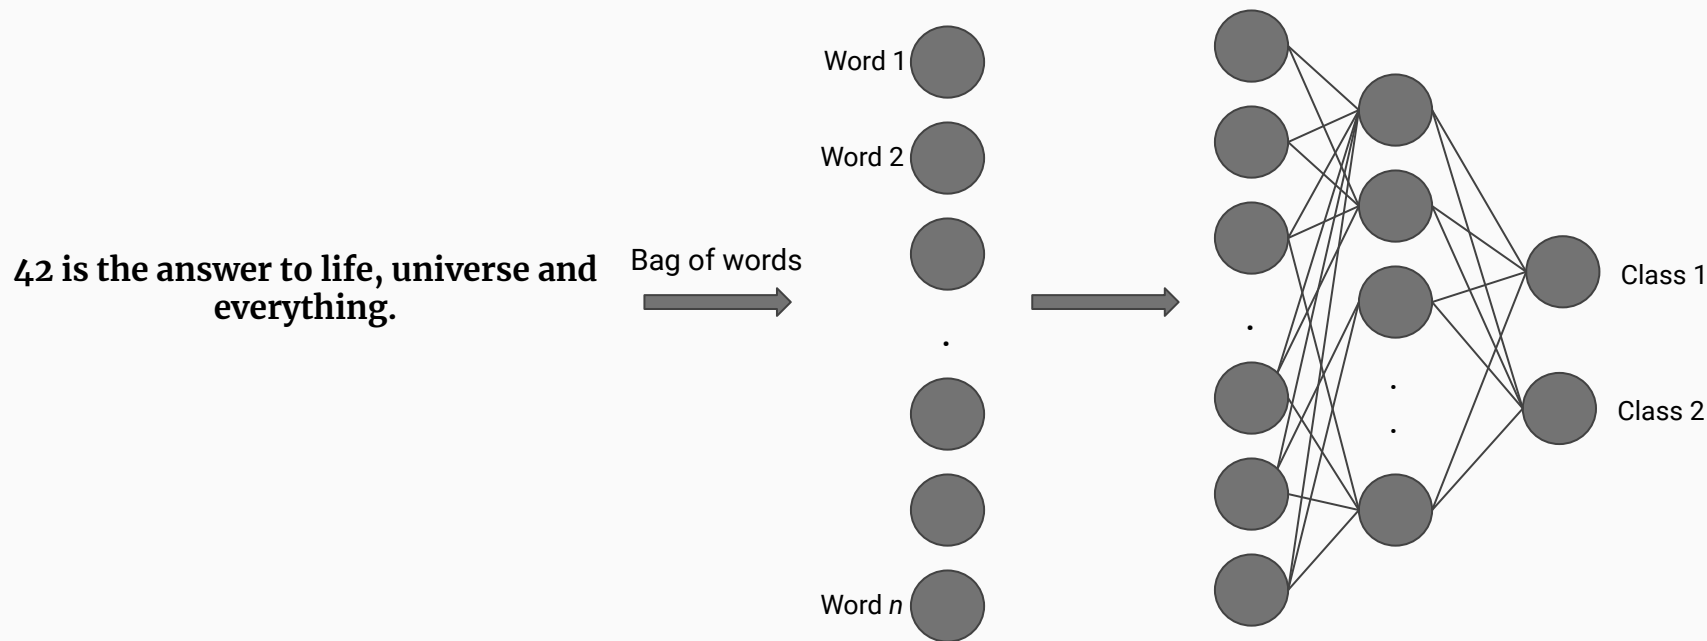 42 is the answer to life, universe and
everything.
Bag of words
Word 1
Word 2
.
Word n
.
.
.
Class 1
Class 2